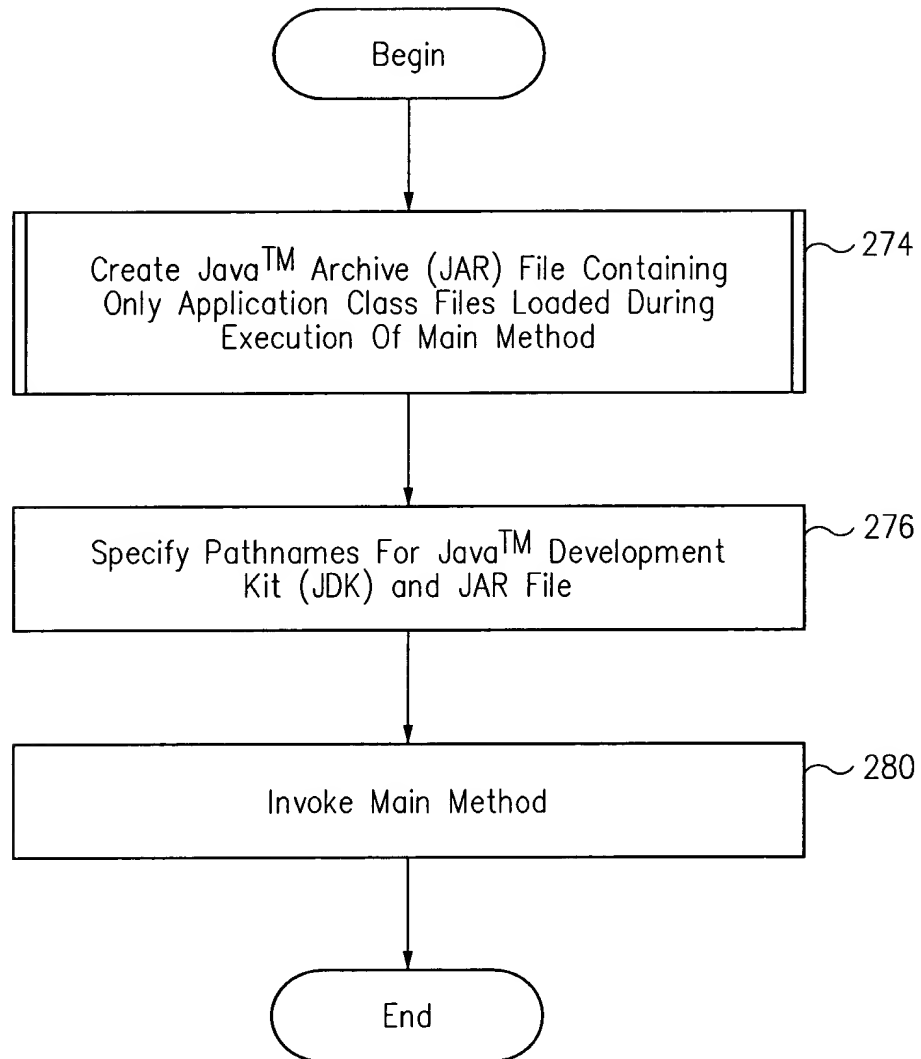 Begin
Create Java™ Archive (JAR) File Containing
Only Application Class Files Loaded During
Execution Of Main Method
274
Specify Pathnames For Java™ Development
Kit (JDK) and JAR File
276
Invoke Main Method
280
End